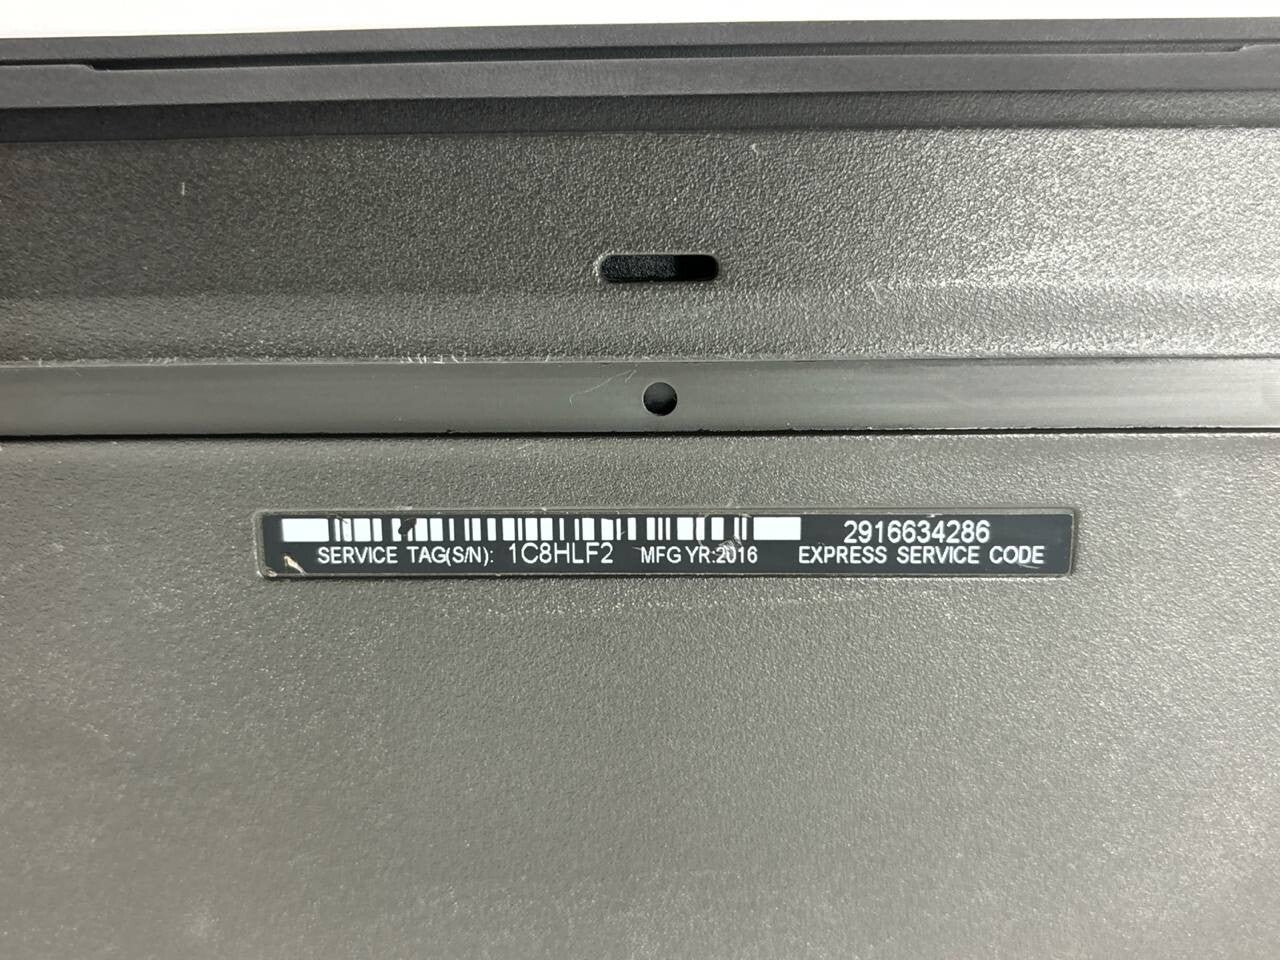 2916634286
SERVICE TAG(S/N): 1C8HLF2 MFG YR:2016 EXPRESS SERVICE CODE